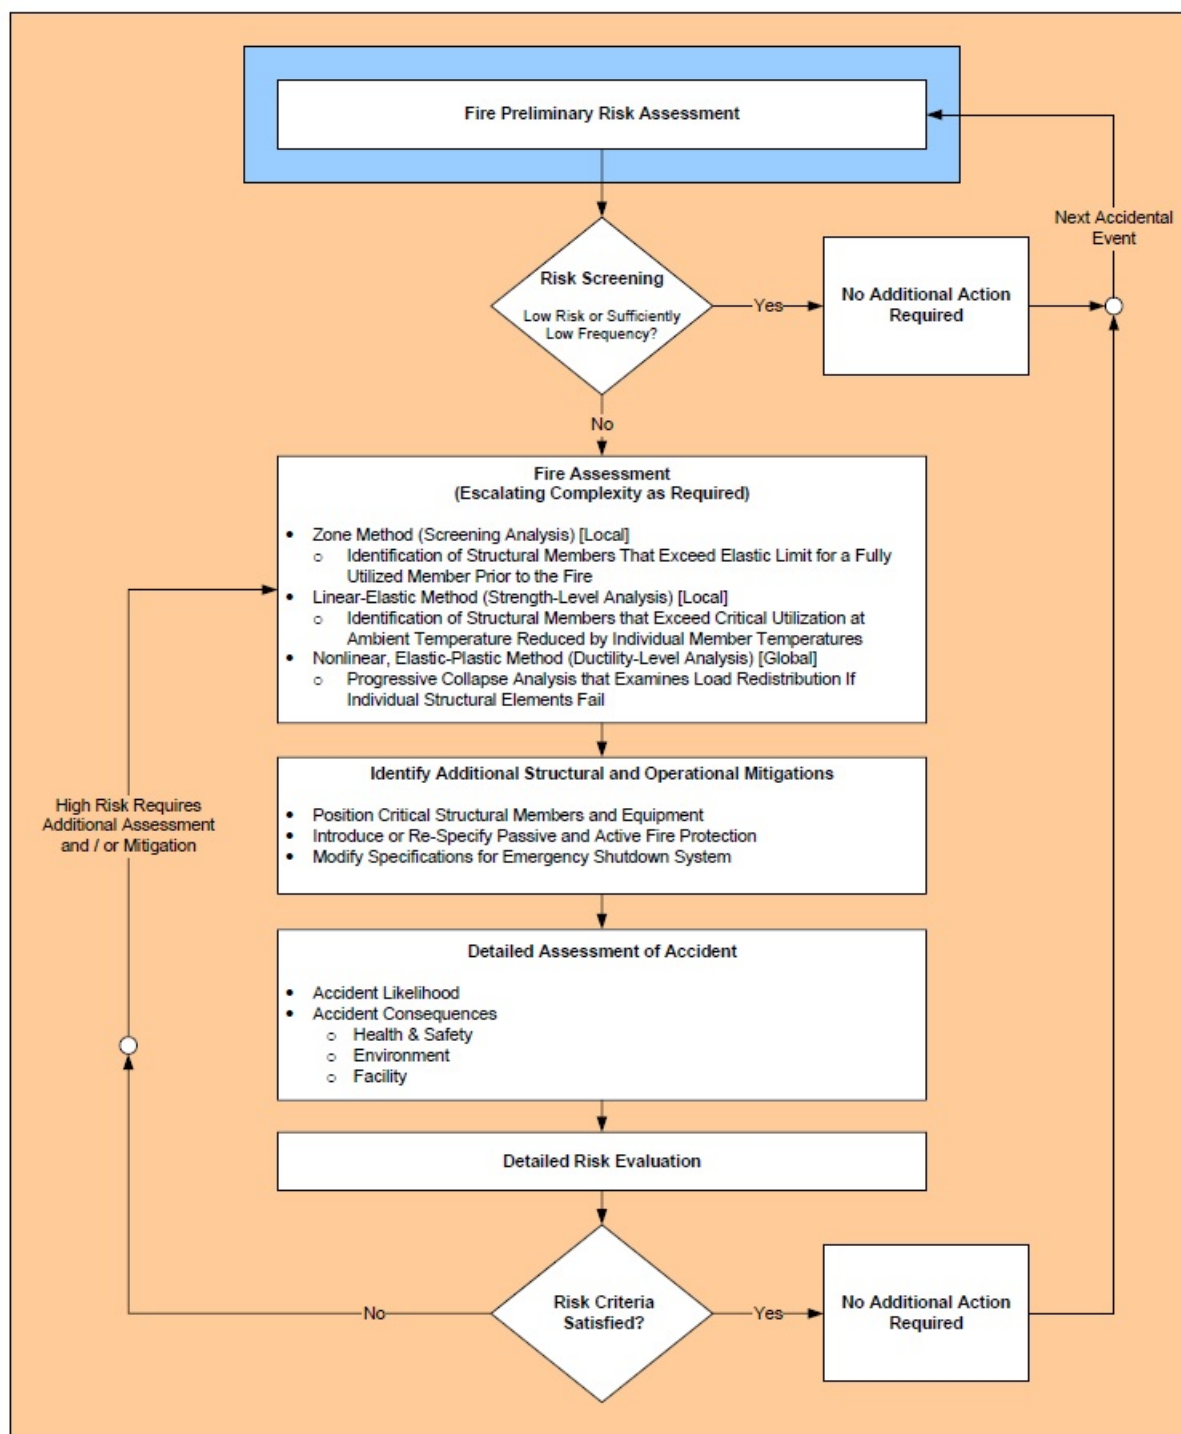 Fire Preliminary Risk Assessment
Next Accidental
Event
Risk Screening
Low Risk or Sufficiently
Low Frequency?
Yes
No Additional Action
Required
No
Fire Assessment
(Escalating Complexity as Required)
• Zone Method (Screening Analysis) [Local]
o Identification of Structural Members That Exceed Elastic Limit for a Fully
Utilized Member Prior to the Fire
• Linear-Elastic Method (Strength-Level Analysis) [Local]
o Identification of Structural Members that Exceed Critical Utilization at
Ambient Temperature Reduced by Individual Member Temperatures
• Nonlinear, Elastic-Plastic Method (Ductility-Level Analysis) [Global]
o Progressive Collapse Analysis that Examines Load Redistribution If
Individual Structural Elements Fail
Identify Additional Structural and Operational Mitigations
• Position Critical Structural Members and Equipment
• Introduce or Re-Specify Passive and Active Fire Protection
• Modify Specifications for Emergency Shutdown System
High Risk Requires
Additional Assessment
and / or Mitigation
Detailed Assessment of Accident
• Accident Likelihood
• Accident Consequences
o Health & Safety
o Environment
o Facility
Detailed Risk Evaluation
Risk Criteria
Satisfied?
No
Yes
No Additional Action
Required